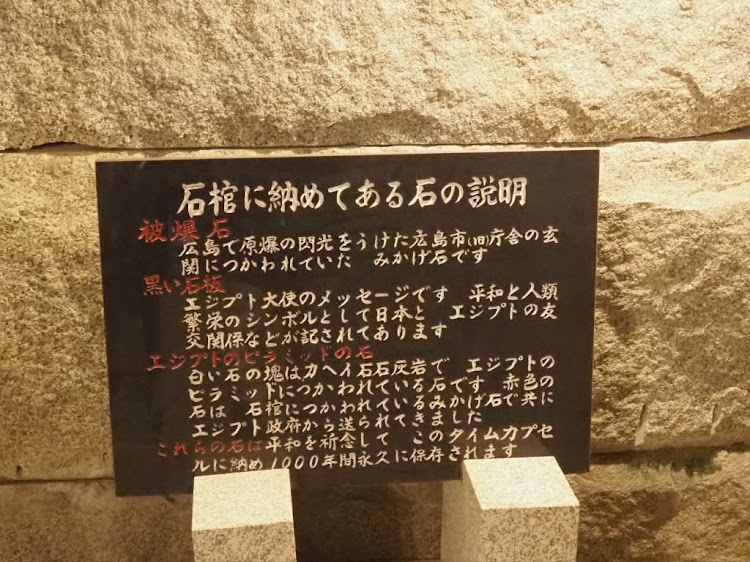 石棺に納めてある石の説明
被爆石
広島で原爆の閃光をうけた広島市(旧)庁舎の玄
関につかわれていた みかげ石です
黒い石板
エジプト大使のメッセージです 平和と人類
繁栄のシンボルとして日本と エジプトの友
交関係などが記されてあります
エジプトのピラミッドの石
白い石の塊はカヘイ石石灰岩で エジプトの
ピラミッドにつかわれている石です 赤色の
石は 石棺につかわれているみかげ石で共に
エジプト政府から送られてきました
これらの石は平和を祈念して このタイムカプセ
ルに納め1000年間永久に保存されます